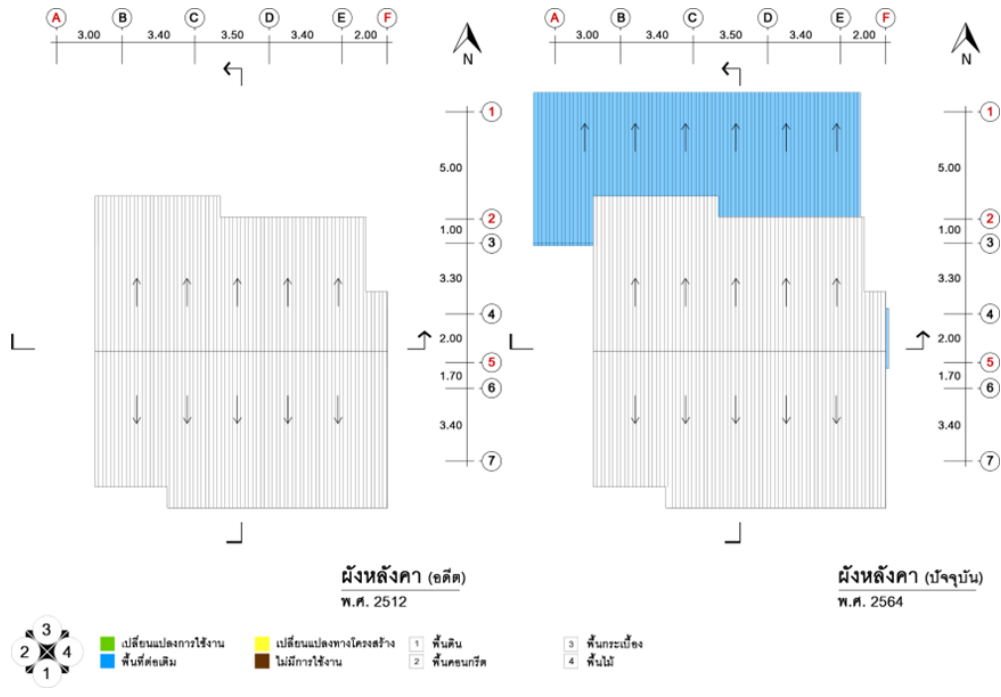 A B C D E F
3.00 3.40 3.50 3.40 2.00
N
1
5.00
2
1.00
3
3.30
4
2.00
5
1.70
6
3.40
7
ผังหลังคา (อดีต)
พ.ศ. 2512
A B C D E F
3.00 3.40 3.50 3.40 2.00
N
1
5.00
2
1.00
3
3.30
4
2.00
5
1.70
6
3.40
7
ผังหลังคา (ปัจจุบัน)
พ.ศ. 2564
3
2 4
1
เปลี่ยนแปลงการใช้งาน
พื้นที่ต่อเติม
เปลี่ยนแปลงทางโครงสร้าง
ไม่มีการใช้งาน
1 พื้นดิน
2 พื้นคอนกรีต
3 พื้นกระเบื้อง
4 พื้นไม้